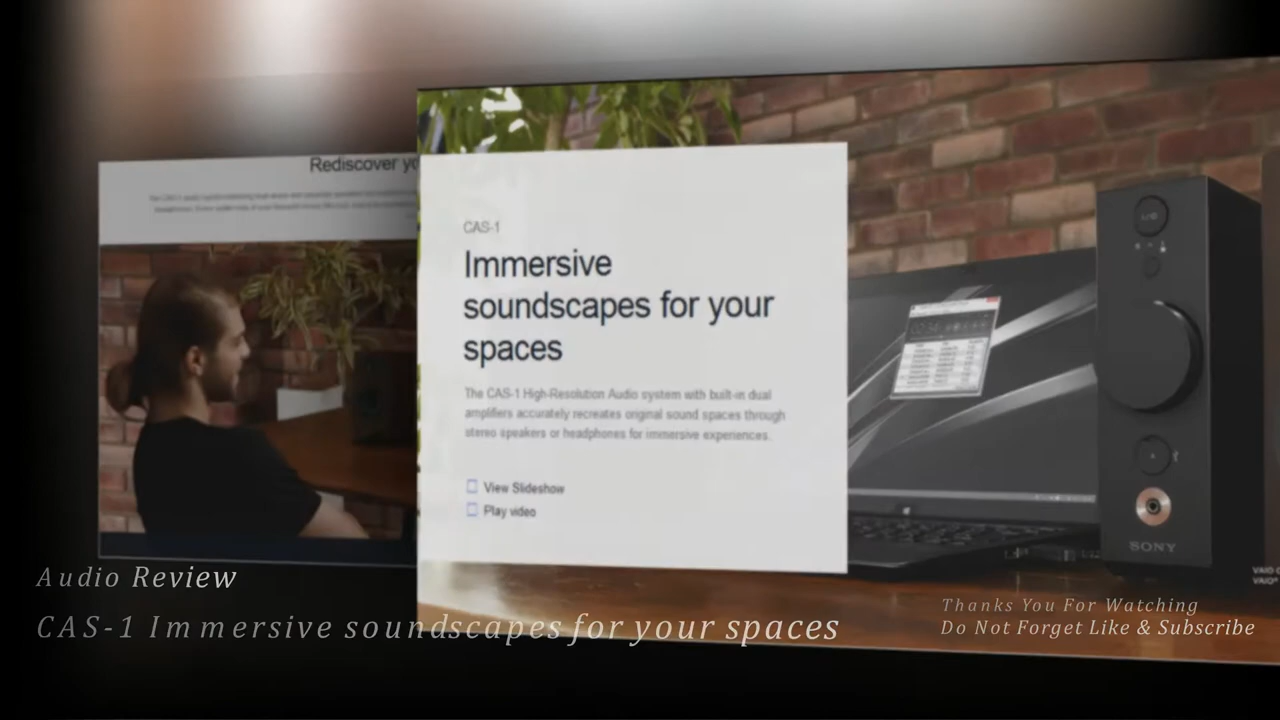 Rediscover
CAS-1
Immersive
soundscapes for your
spaces
The CAS-1 High-Resolution Audio system with built-in dual
amplifiers accurately recreates original sound spaces through
stereo speakers or headphones for immersive experiences.
View Slideshow
Play video
SONY
Audio Review
CAS-1 Immersive soundscapes for your spaces
Thanks You For Watching
Do Not Forget Like & Subscribe